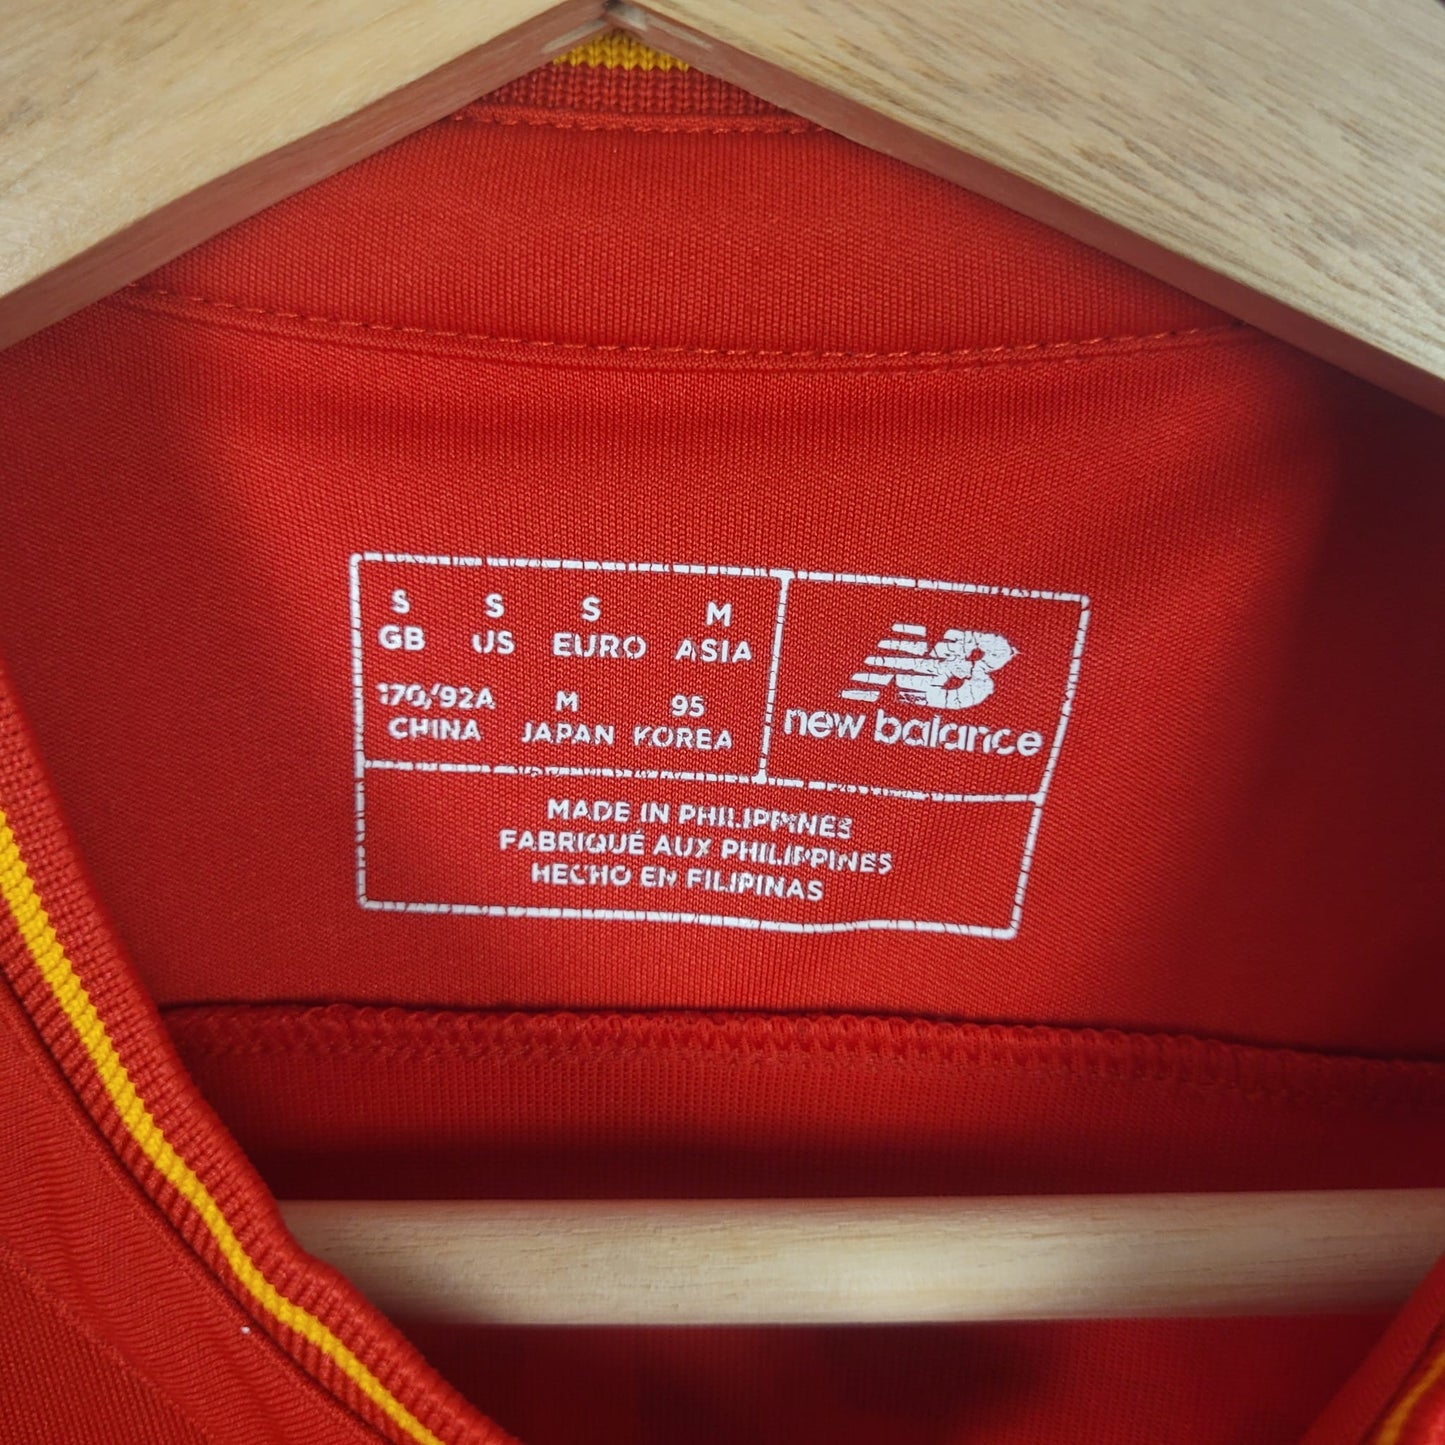 S S S M
GB US EURO ASIA
170/92A M 95
CHINA JAPAN KOREA
NB
new balance
MADE IN PHILIPPINES
FABRIQUÉ AUX PHILIPPINES
HECHO EN FILIPINAS